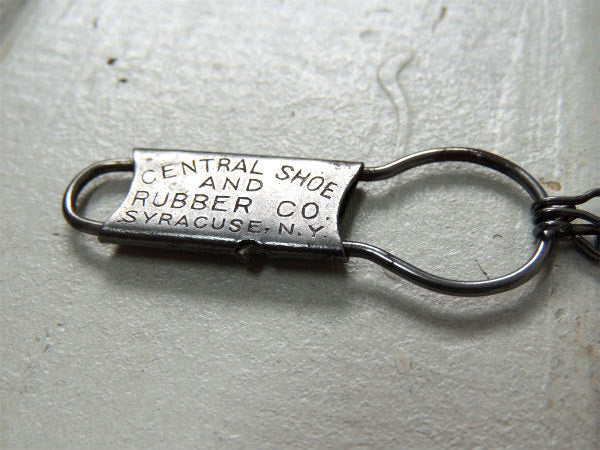 CENTRAL SHOE
AND
RUBBER CO.
SYRACUSE, N.Y.